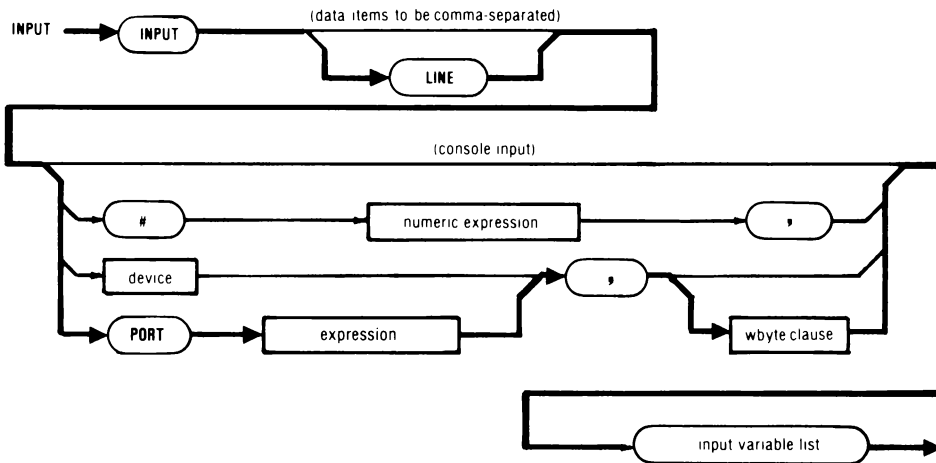 (data items to be comma-separated)
INPUT INPUT
LINE
(console input)
# numeric expression ,
device ,
PORT expression wbyte clause
input variable list